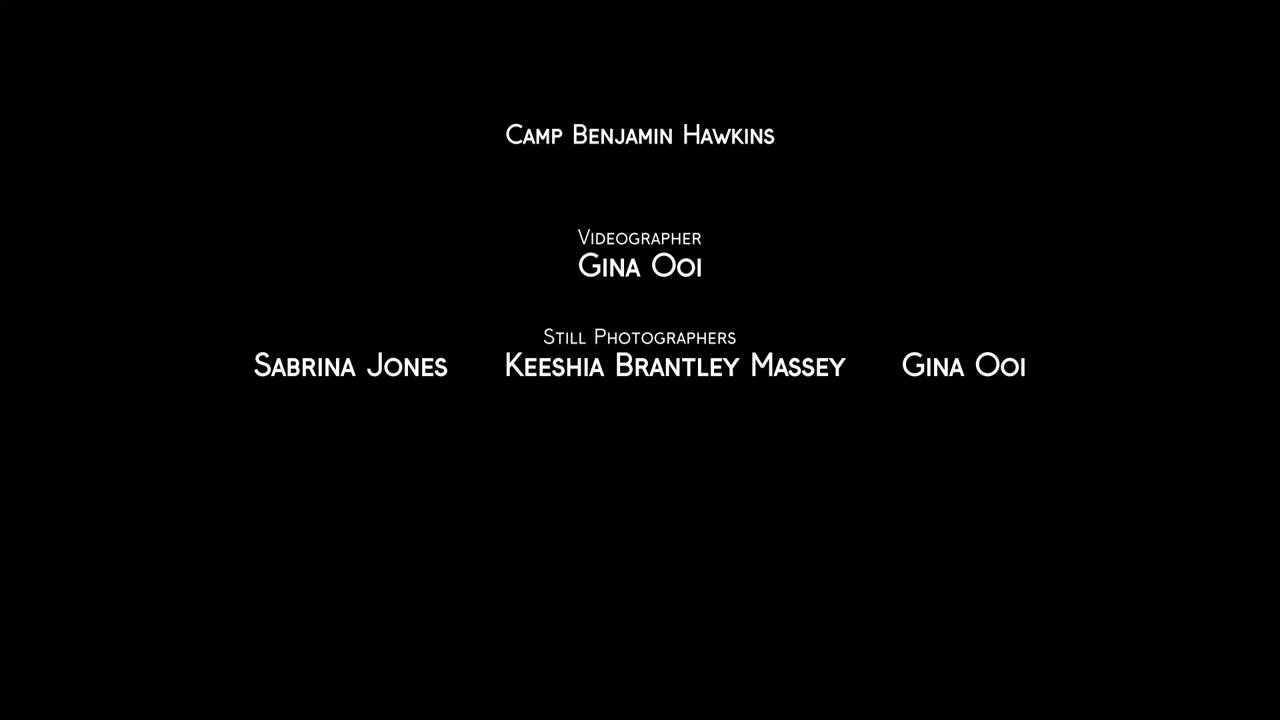 Camp Benjamin Hawkins
Videographer
Gina Ooi
Still Photographers
Sabrina Jones Keeshia Brantley Massey Gina Ooi